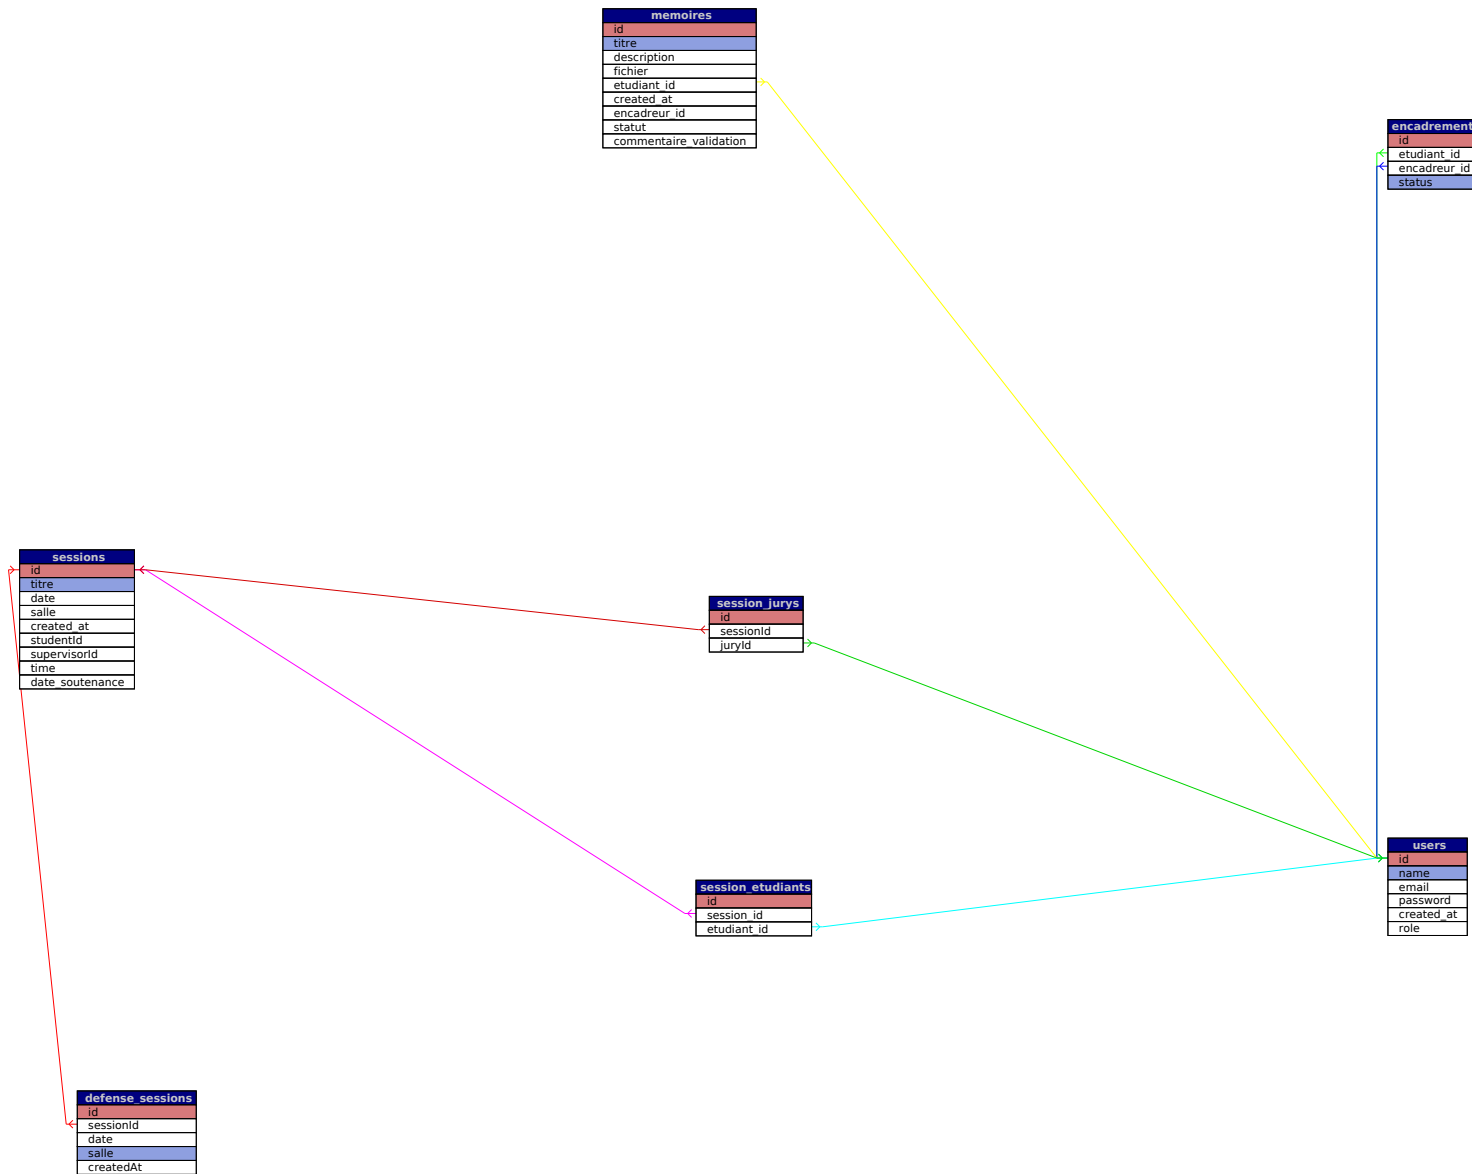 memoires
id
titre
description
fichier
etudiant_id
created_at
encadreur_id
statut
commentaire_validation
encadrement
id
etudiant_id
encadreur_id
status
sessions
id
titre
date
salle
created_at
studentId
supervisorId
time
date_soutenance
session_jurys
id
sessionId
juryId
users
id
name
email
password
created_at
role
session_etudiants
id
session_id
etudiant_id
defense_sessions
id
sessionId
date
salle
createdAt